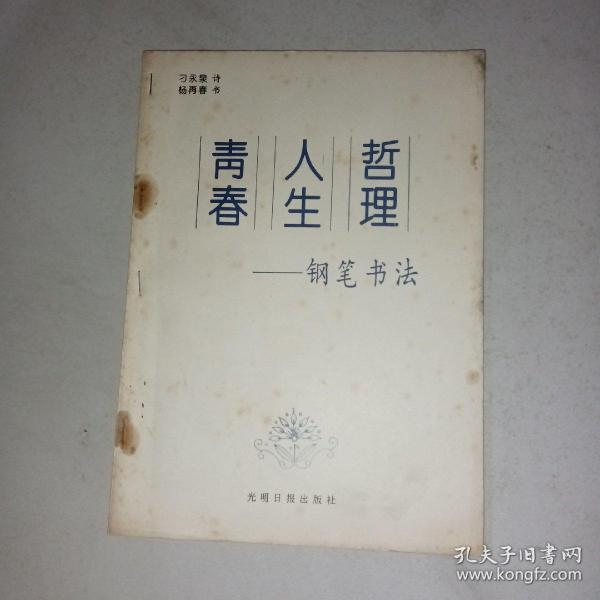 刁永泉 诗
杨再春 书
青春 人生 哲理
——钢笔书法
光明日报出版社
孔夫子旧书网
www.kongfz.com